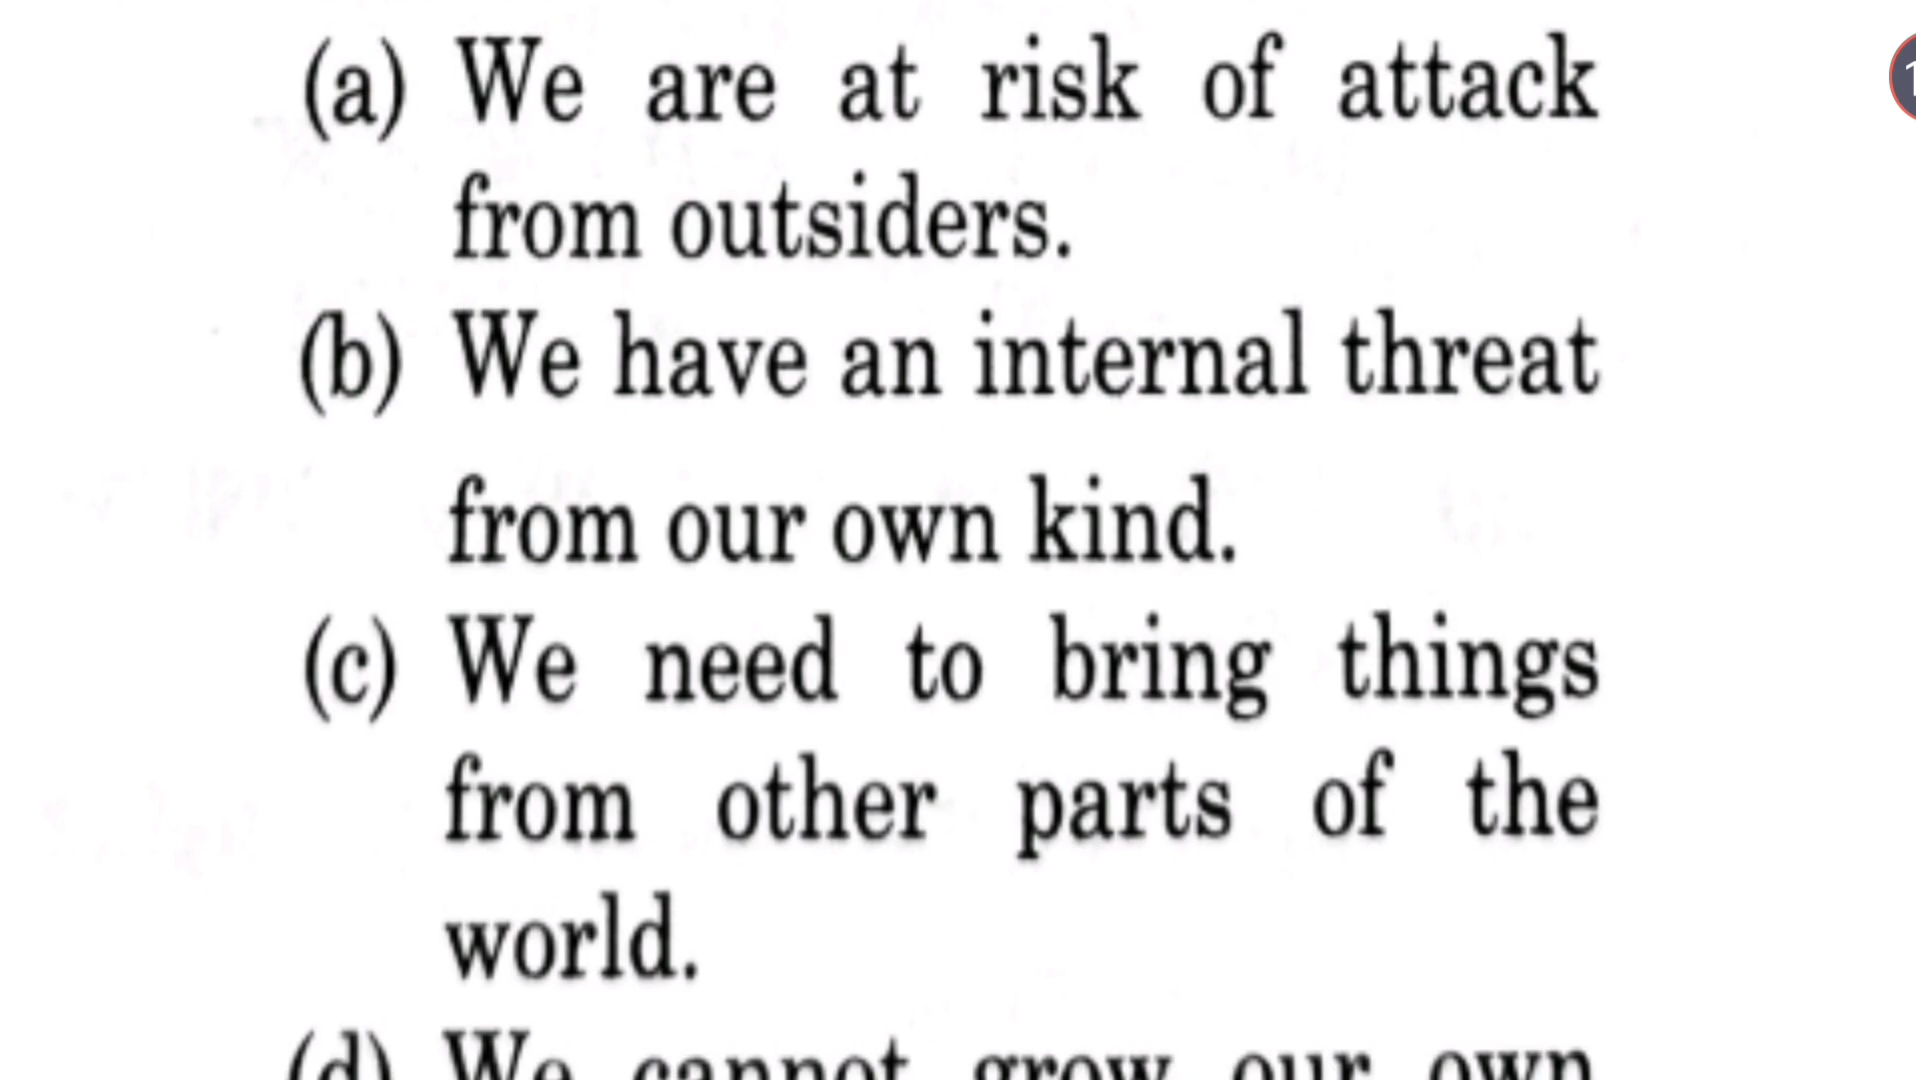 (a) We are at risk of attack
from outsiders.
(b) We have an internal threat
from our own kind.
(c) We need to bring things
from other parts of the
world.
(d) We cannot grow our own
1